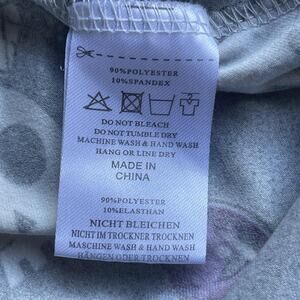 90%POLYESTER
10%SPANDEX
DO NOT BLEACH
DO NOT TUMBLE DRY
MACHINE WASH & HAND WASH
HANG OR LINE DRY
MADE IN
CHINA
90%POLYESTER
10%ELASTHAN
NICHT BLEICHEN
NICHT IM TROCKNER TROCKNEN
MASCHINE WASH & HAND WASH
HÄNGEN ODER TROCKNEN